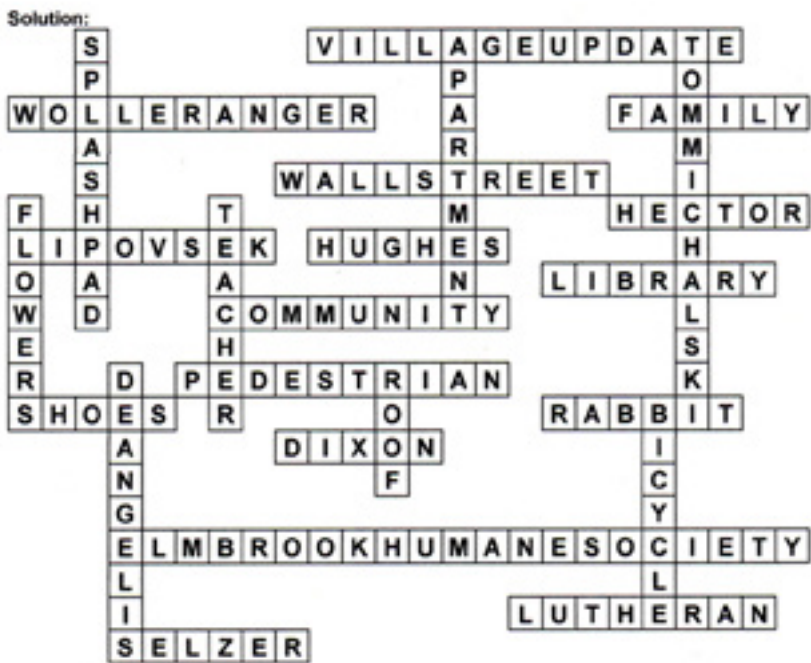 Solution:
VILLAGEUPDATE
WOLLERANGER
FAMILY
WALLSTREET
HECTOR
LIPOVSEK
HUGHES
LIBRARY
COMMUNITY
PEDESTRIAN
SHOES
RABBIT
DIXON
ELMBROOKHUMANESOCIETY
LUTHERAN
SELZER
SPLASHPAD
APARTMENT
TOMMICHALSKI
FLOWERS
TEACHER
DEANGELIS
ROOF
BICYCLE